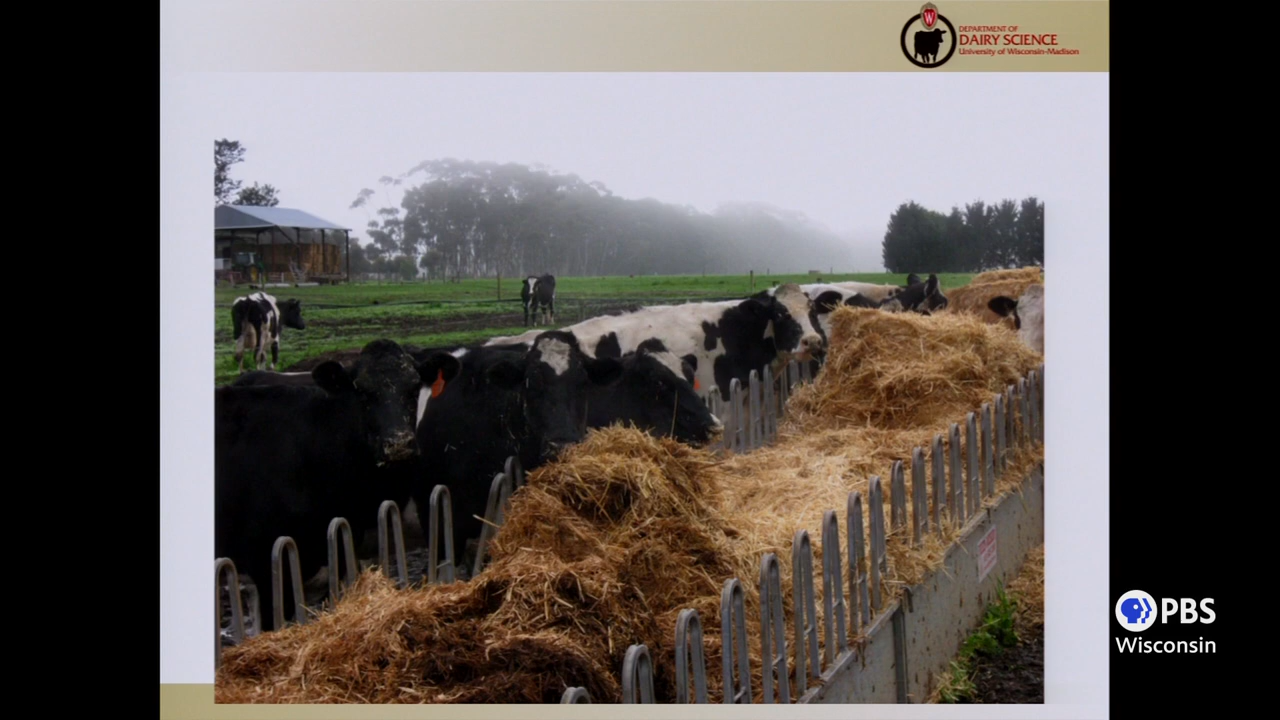 DEPARTMENT OF
DAIRY SCIENCE
University of Wisconsin-Madison
W
PBS
Wisconsin